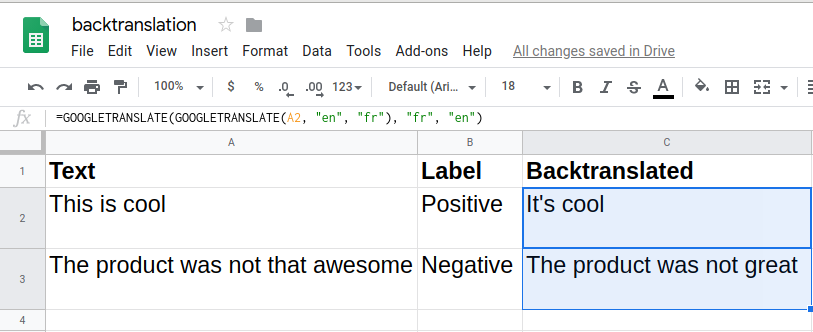 backtranslation
File Edit View Insert Format Data Tools Add-ons Help All changes saved in Drive
100% $ % .0 .00 123 Default (Ari... 18 B I S A
fx =GOOGLETRANSLATE(GOOGLETRANSLATE(A2, "en", "fr"), "fr", "en")
A B C
1 Text Label Backtranslated
2 This is cool Positive It's cool
3 The product was not that awesome Negative The product was not great
4